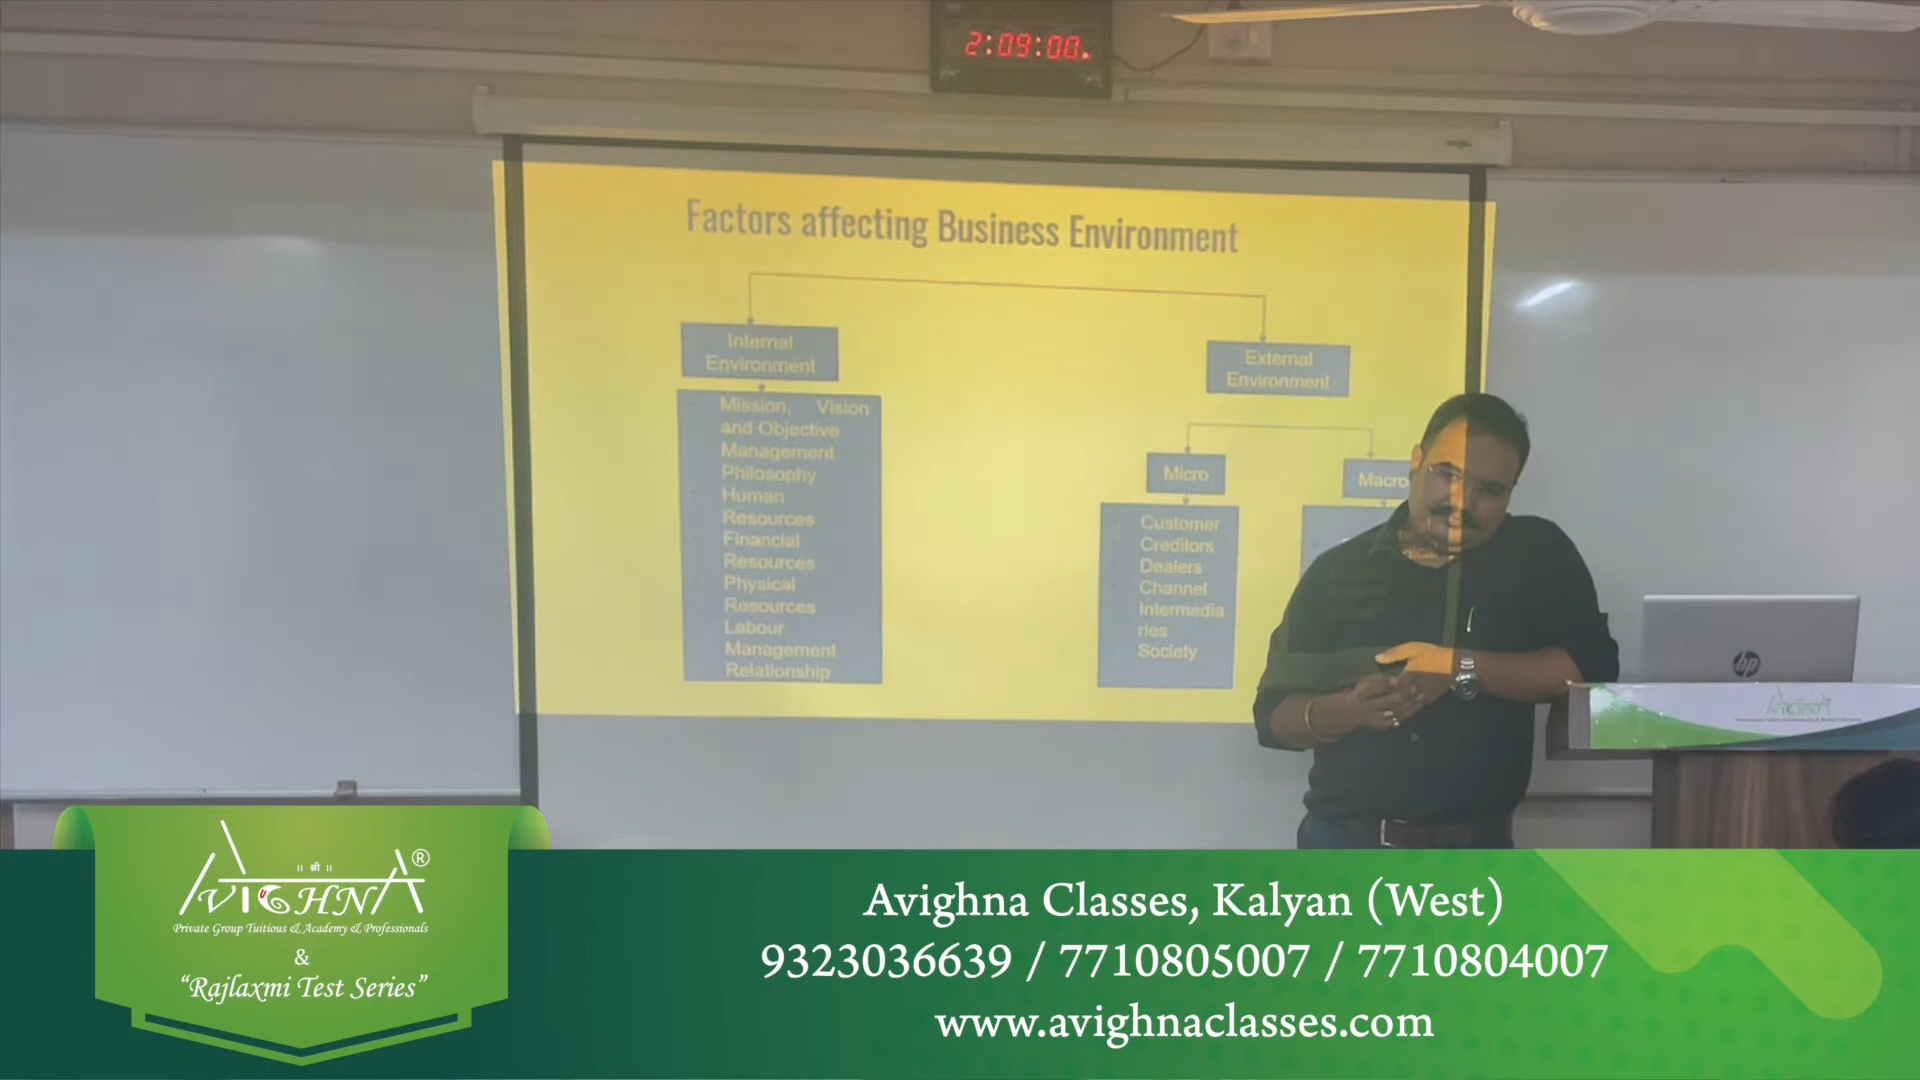 2:09:00
Factors affecting Business Environment
Internal
Environment
Mission, Vision
and Objective
Management
Philosophy
Human
Resources
Financial
Resources
Physical
Resources
Labour
Management
Relationship
External
Environment
Micro
Customer
Creditors
Dealers
Channel
Intermedia
ries
Society
Macro
hp
AVIGHNA
।। श्री ।।
AVIGHNA®
Private Group Tuitious & Academy & Professionals
&
“Rajlaxmi Test Series”
Avighna Classes, Kalyan (West)
9323036639 / 7710805007 / 7710804007
www.avighnaclasses.com